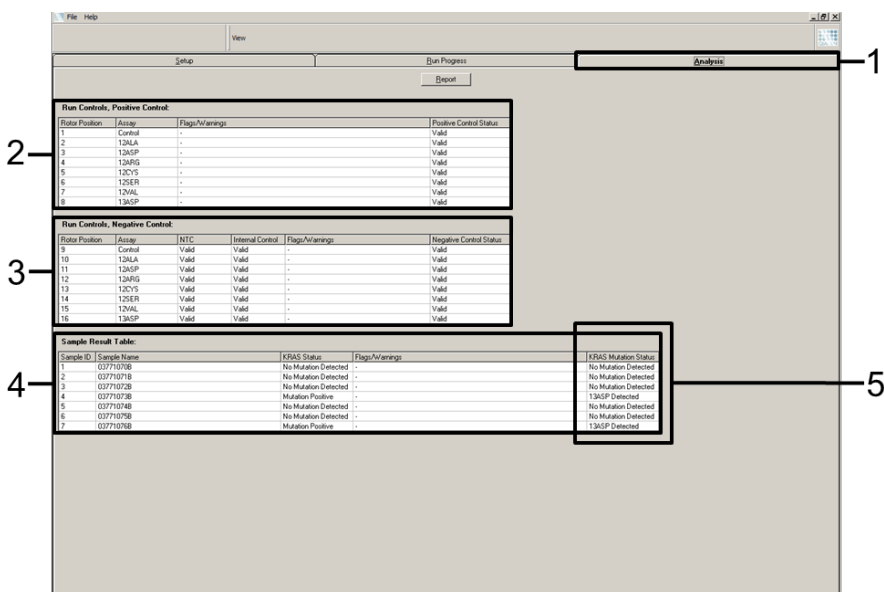 File Help
View
Setup Run Progress Analysis 1
Report
Run Controls, Positive Control:
Rotor Position Assay Flags/Warnings Positive Control Status
1 Control - Valid
2 12ALA - Valid
3 12ASP - Valid
4 12ARG - Valid
5 12CYS - Valid
6 12SER - Valid
7 12VAL - Valid
8 13ASP - Valid
2
Run Controls, Negative Control:
Rotor Position Assay NTC Internal Control Flags/Warnings Negative Control Status
9 Control Valid Valid - Valid
10 12ALA Valid Valid - Valid
11 12ASP Valid Valid - Valid
12 12ARG Valid Valid - Valid
13 12CYS Valid Valid - Valid
14 12SER Valid Valid - Valid
15 12VAL Valid Valid - Valid
16 13ASP Valid Valid - Valid
3
Sample Result Table:
Sample ID Sample Name KRAS Status Flags/Warnings KRAS Mutation Status
1 03771070B No Mutation Detected - No Mutation Detected
2 03771071B No Mutation Detected - No Mutation Detected
3 03771072B No Mutation Detected - No Mutation Detected
4 03771073B Mutation Positive - 13ASP Detected
5 03771074B No Mutation Detected - No Mutation Detected
6 03771075B No Mutation Detected - No Mutation Detected
7 03771076B Mutation Positive - 13ASP Detected
4
5